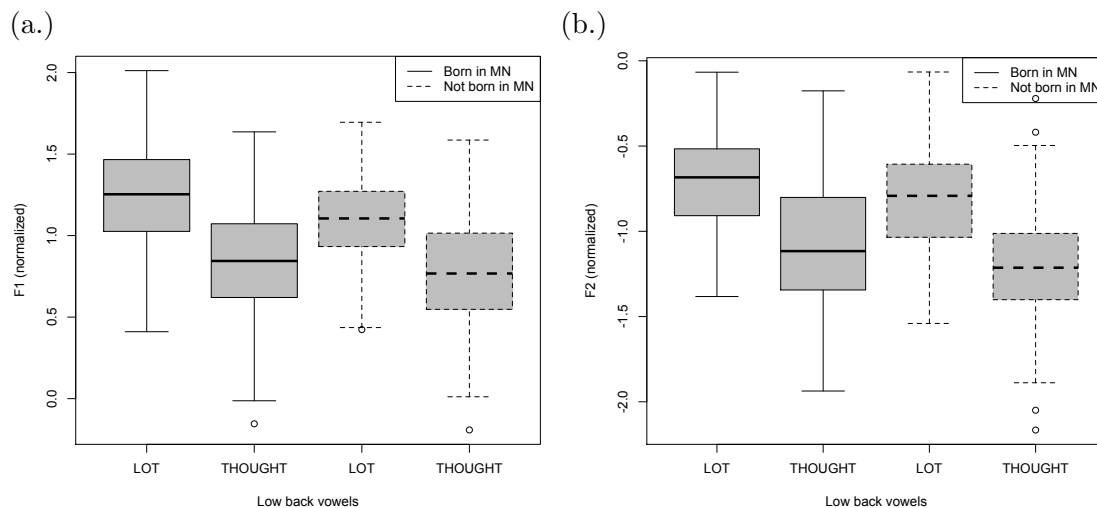 (a.)
(b.)
Born in MN
Not born in MN
2.0
1.5
1.0
0.5
0.0
F1 (normalized)
LOT THOUGHT LOT THOUGHT
Low back vowels
Born in MN
Not born in MN
0.0
-0.5
-1.0
-1.5
-2.0
F2 (normalized)
LOT THOUGHT LOT THOUGHT
Low back vowels